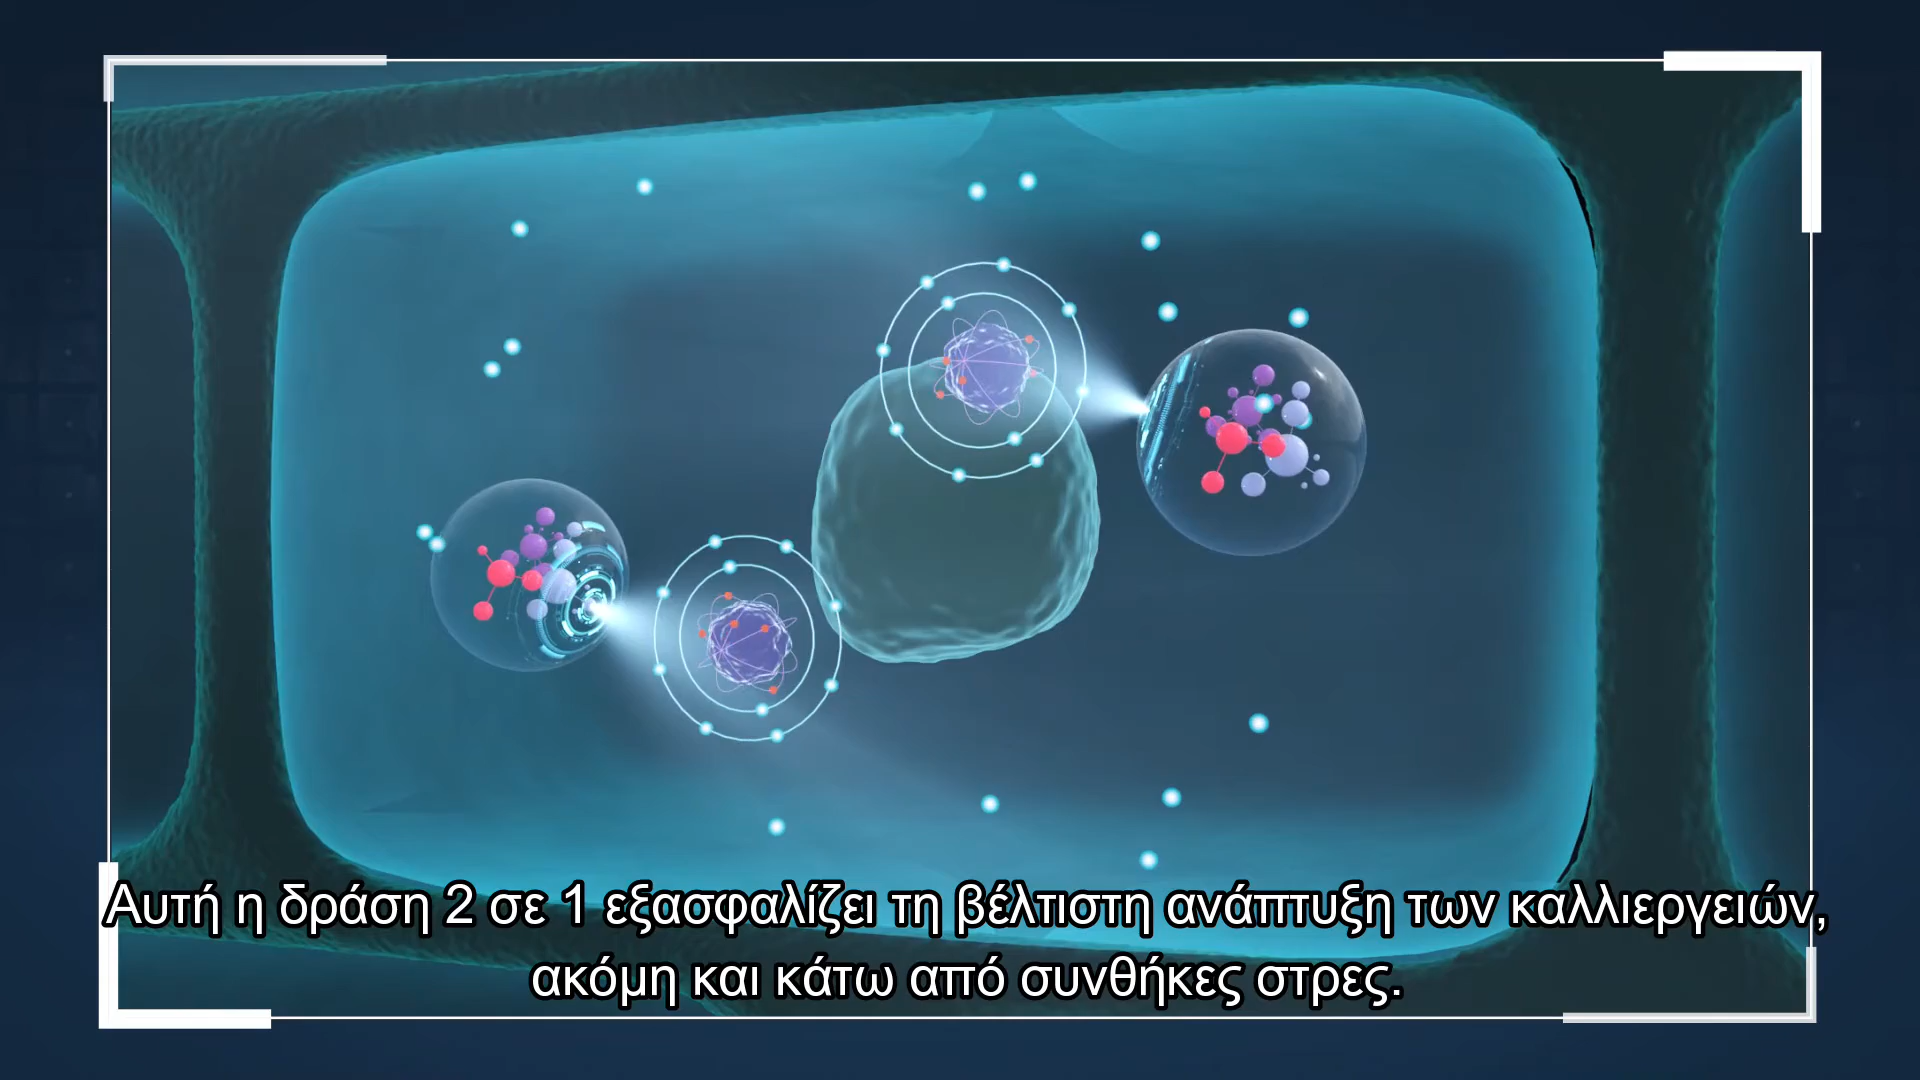 Αυτή η δράση 2 σε 1 εξασφαλίζει τη βέλτιστη ανάπτυξη των καλλιεργειών,
ακόμη και κάτω από συνθήκες στρες.